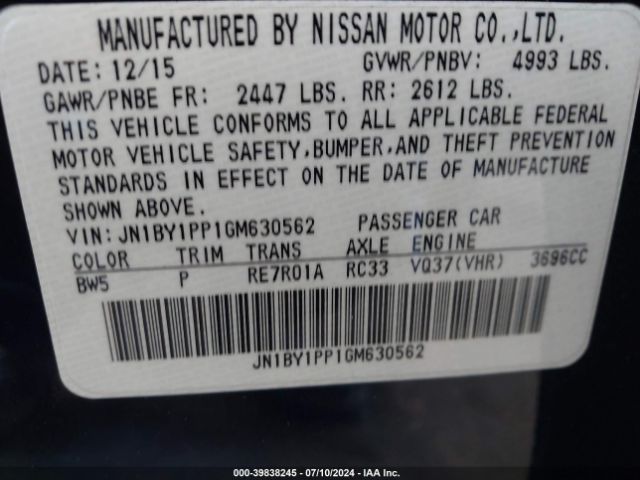 MANUFACTURED BY NISSAN MOTOR CO.,LTD.
DATE: 12/15 GVWR/PNBV: 4993 LBS.
GAWR/PNBE FR: 2447 LBS. RR: 2612 LBS.
THIS VEHICLE CONFORMS TO ALL APPLICABLE FEDERAL
MOTOR VEHICLE SAFETY,BUMPER,AND THEFT PREVENTION
STANDARDS IN EFFECT ON THE DATE OF MANUFACTURE
SHOWN ABOVE.
VIN: JN1BY1PP1GM630562 PASSENGER CAR
COLOR TRIM TRANS AXLE ENGINE
BW5 P RE7R01A RC33 VQ37(VHR) 3696CC
JN1BY1PP1GM630562
000-39838245 - 07/10/2024 - IAA Inc.